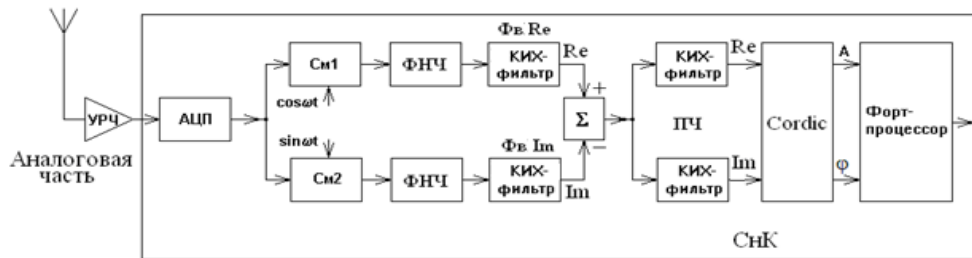 УРЧ
Аналоговая
часть
АЦП
cosωt
sinωt
См1
См2
ФНЧ
ФНЧ
Фв Re
КИХ-
фильтр
Re
Фв Im
КИХ-
фильтр
Im
+
Σ
−
КИХ-
фильтр
Re
ПЧ
КИХ-
фильтр
Im
Cordic
A
φ
Форт-
процессор
СнК